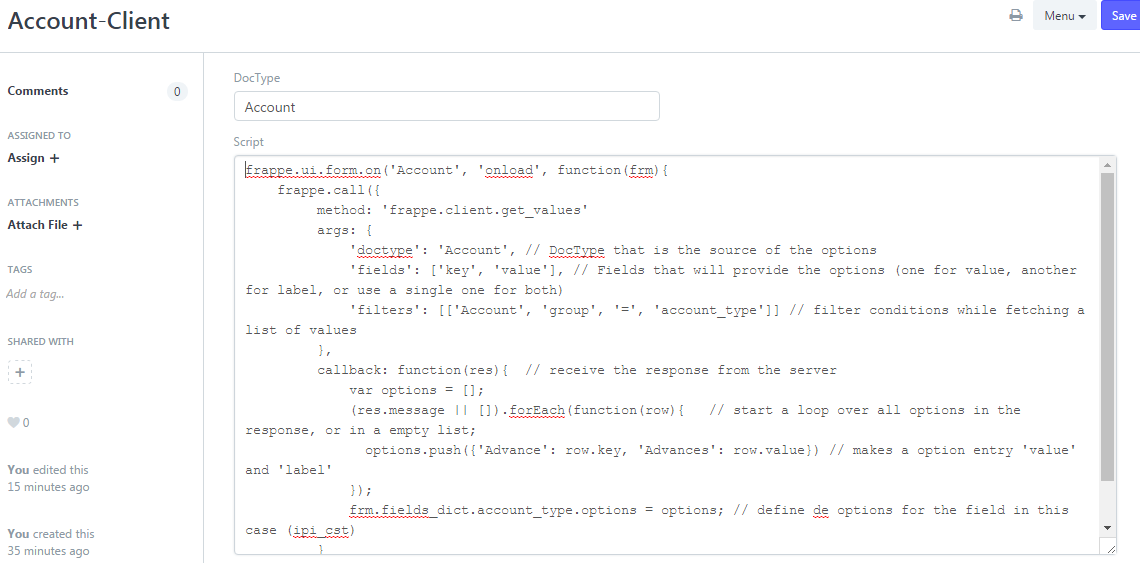 Account-Client
Menu
Save
Comments
0
ASSIGNED TO
Assign +
ATTACHMENTS
Attach File +
TAGS
Add a tag...
SHARED WITH
+
0
You edited this
15 minutes ago
You created this
35 minutes ago
DocType
Account
Script
frappe.ui.form.on('Account', 'onload', function(frm){
    frappe.call({
         method: 'frappe.client.get_values'
         args: {
             'doctype': 'Account', // DocType that is the source of the options
             'fields': ['key', 'value'], // Fields that will provide the options (one for value, another
for label, or use a single one for both)
             'filters': [['Account', 'group', '=', 'account_type']] // filter conditions while fetching a
list of values
         },
         callback: function(res){  // receive the response from the server
             var options = [];
             (res.message || []).forEach(function(row){   // start a loop over all options in the
response, or in a empty list;
               options.push({'Advance': row.key, 'Advances': row.value}) // makes a option entry 'value'
and 'label'
             });
             frm.fields_dict.account_type.options = options; // define de options for the field in this
case (ipi_cst)
         }